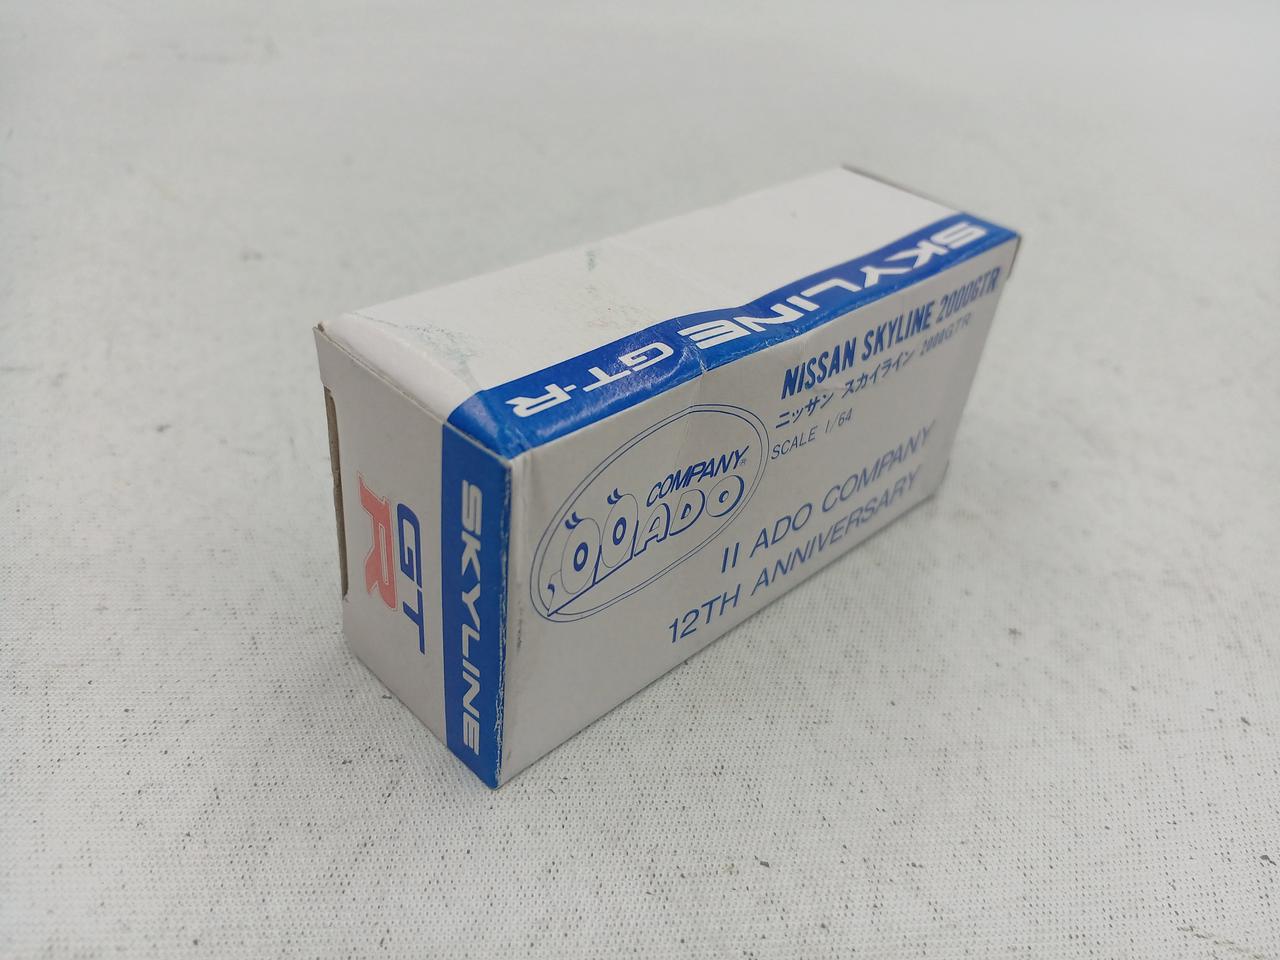 SKYLINE GT-R
NISSAN SKYLINE 2000GTR
ニッサン スカイライン 2000GTR
SCALE 1/64
COMPANY®
ADO
II ADO COMPANY
12TH ANNIVERSARY
SKYLINE
GT
R